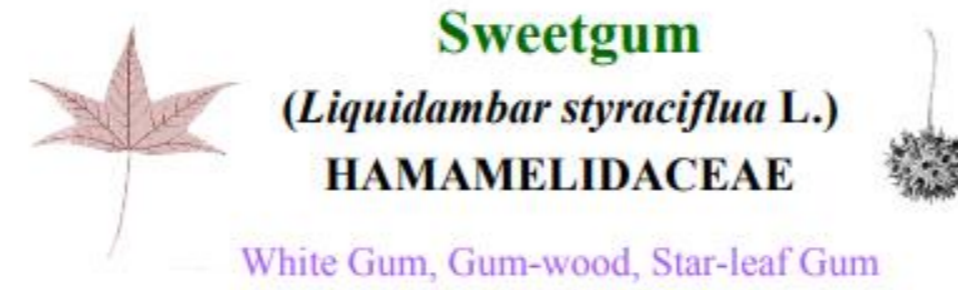 Sweetgum
(Liquidambar styraciflua L.)
HAMAMELIDACEAE
White Gum, Gum-wood, Star-leaf Gum